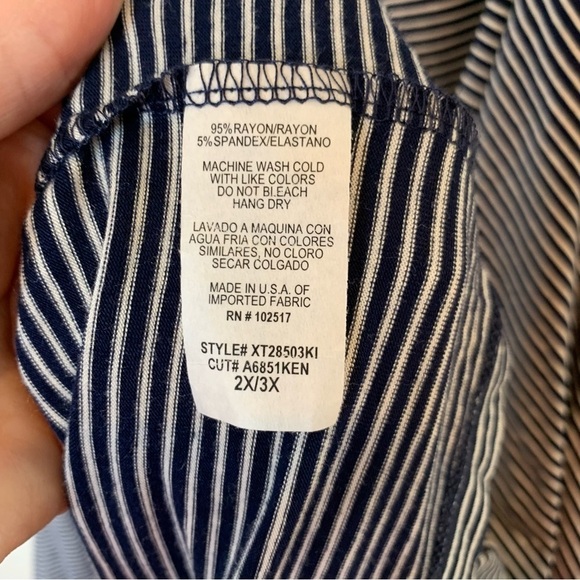 95%RAYON/RAYON
5%SPANDEX/ELASTANO
MACHINE WASH COLD
WITH LIKE COLORS
DO NOT BLEACH
HANG DRY
LAVADO A MAQUINA CON
AGUA FRIA CON COLORES
SIMILARES, NO CLORO
SECAR COLGADO
MADE IN U.S.A. OF
IMPORTED FABRIC
RN # 102517
STYLE# XT28503KI
CUT# A6851KEN
2X/3X